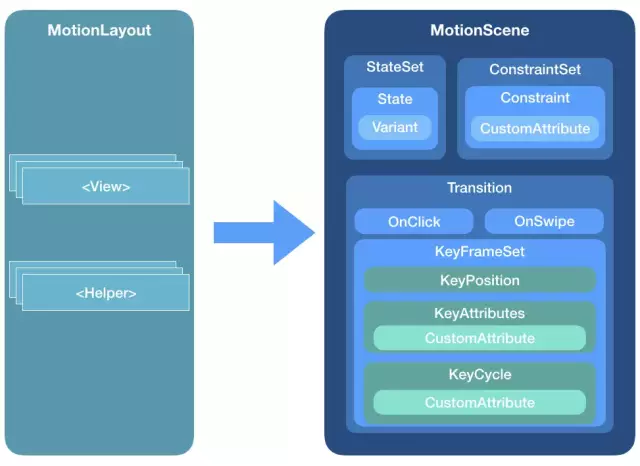 MotionLayout
<View>
<Helper>
MotionScene
StateSet
State
Variant
ConstraintSet
Constraint
CustomAttribute
Transition
OnClick
OnSwipe
KeyFrameSet
KeyPosition
KeyAttributes
CustomAttribute
KeyCycle
CustomAttribute